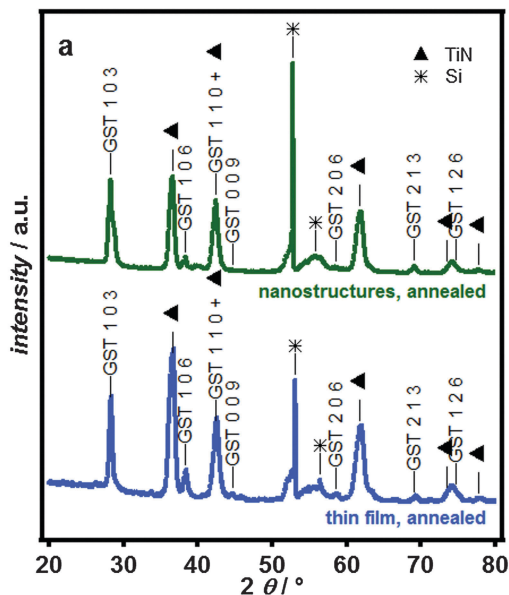 a
TiN
Si
GST 1 0 3
GST 1 0 6
GST 1 1 0 +
GST 0 0 9
GST 2 0 6
GST 2 1 3
GST 1 2 6
nanostructures, annealed
GST 1 0 3
GST 1 0 6
GST 1 1 0 +
GST 0 0 9
GST 2 0 6
GST 2 1 3
GST 1 2 6
thin film, annealed
intensity / a.u.
20 30 40 50 60 70 80
2 θ / °